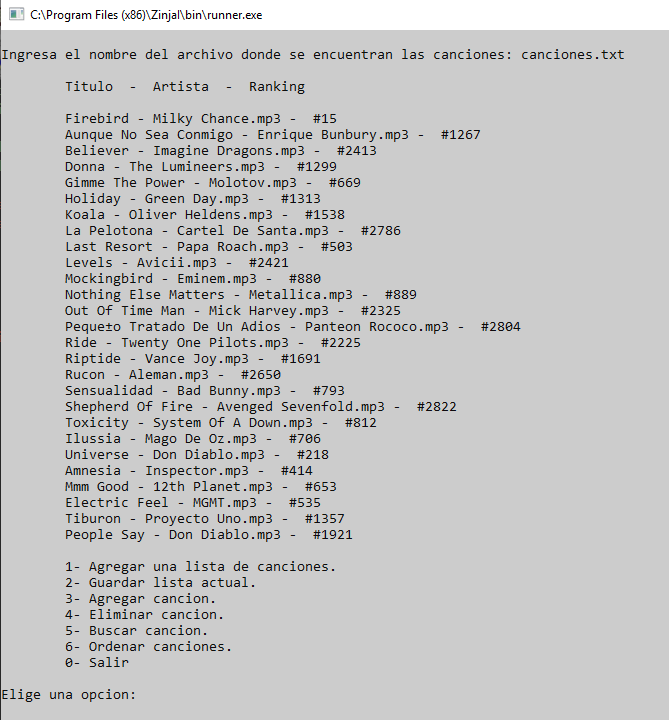 C:\Program Files (x86)\Zinjal\bin\runner.exe
Ingresa el nombre del archivo donde se encuentran las canciones: canciones.txt
Titulo - Artista - Ranking
Firebird - Milky Chance.mp3 - #15
Aunque No Sea Conmigo - Enrique Bunbury.mp3 - #1267
Believer - Imagine Dragons.mp3 - #2413
Donna - The Lumineers.mp3 - #1299
Gimme The Power - Molotov.mp3 - #669
Holiday - Green Day.mp3 - #1313
Koala - Oliver Heldens.mp3 - #1538
La Pelotona - Cartel De Santa.mp3 - #2786
Last Resort - Papa Roach.mp3 - #503
Levels - Avicii.mp3 - #2421
Mockingbird - Eminem.mp3 - #880
Nothing Else Matters - Metallica.mp3 - #889
Out Of Time Man - Mick Harvey.mp3 - #2325
Peque±o Tratado De Un Adios - Panteon Rococo.mp3 - #2804
Ride - Twenty One Pilots.mp3 - #2225
Riptide - Vance Joy.mp3 - #1691
Rucon - Aleman.mp3 - #2650
Sensualidad - Bad Bunny.mp3 - #793
Shepherd Of Fire - Avenged Sevenfold.mp3 - #2822
Toxicity - System Of A Down.mp3 - #812
Ilussia - Mago De Oz.mp3 - #706
Universe - Don Diablo.mp3 - #218
Amnesia - Inspector.mp3 - #414
Mmm Good - 12th Planet.mp3 - #653
Electric Feel - MGMT.mp3 - #535
Tiburon - Proyecto Uno.mp3 - #1357
People Say - Don Diablo.mp3 - #1921
1- Agregar una lista de canciones.
2- Guardar lista actual.
3- Agregar cancion.
4- Eliminar cancion.
5- Buscar cancion.
6- Ordenar canciones.
0- Salir
Elige una opcion: